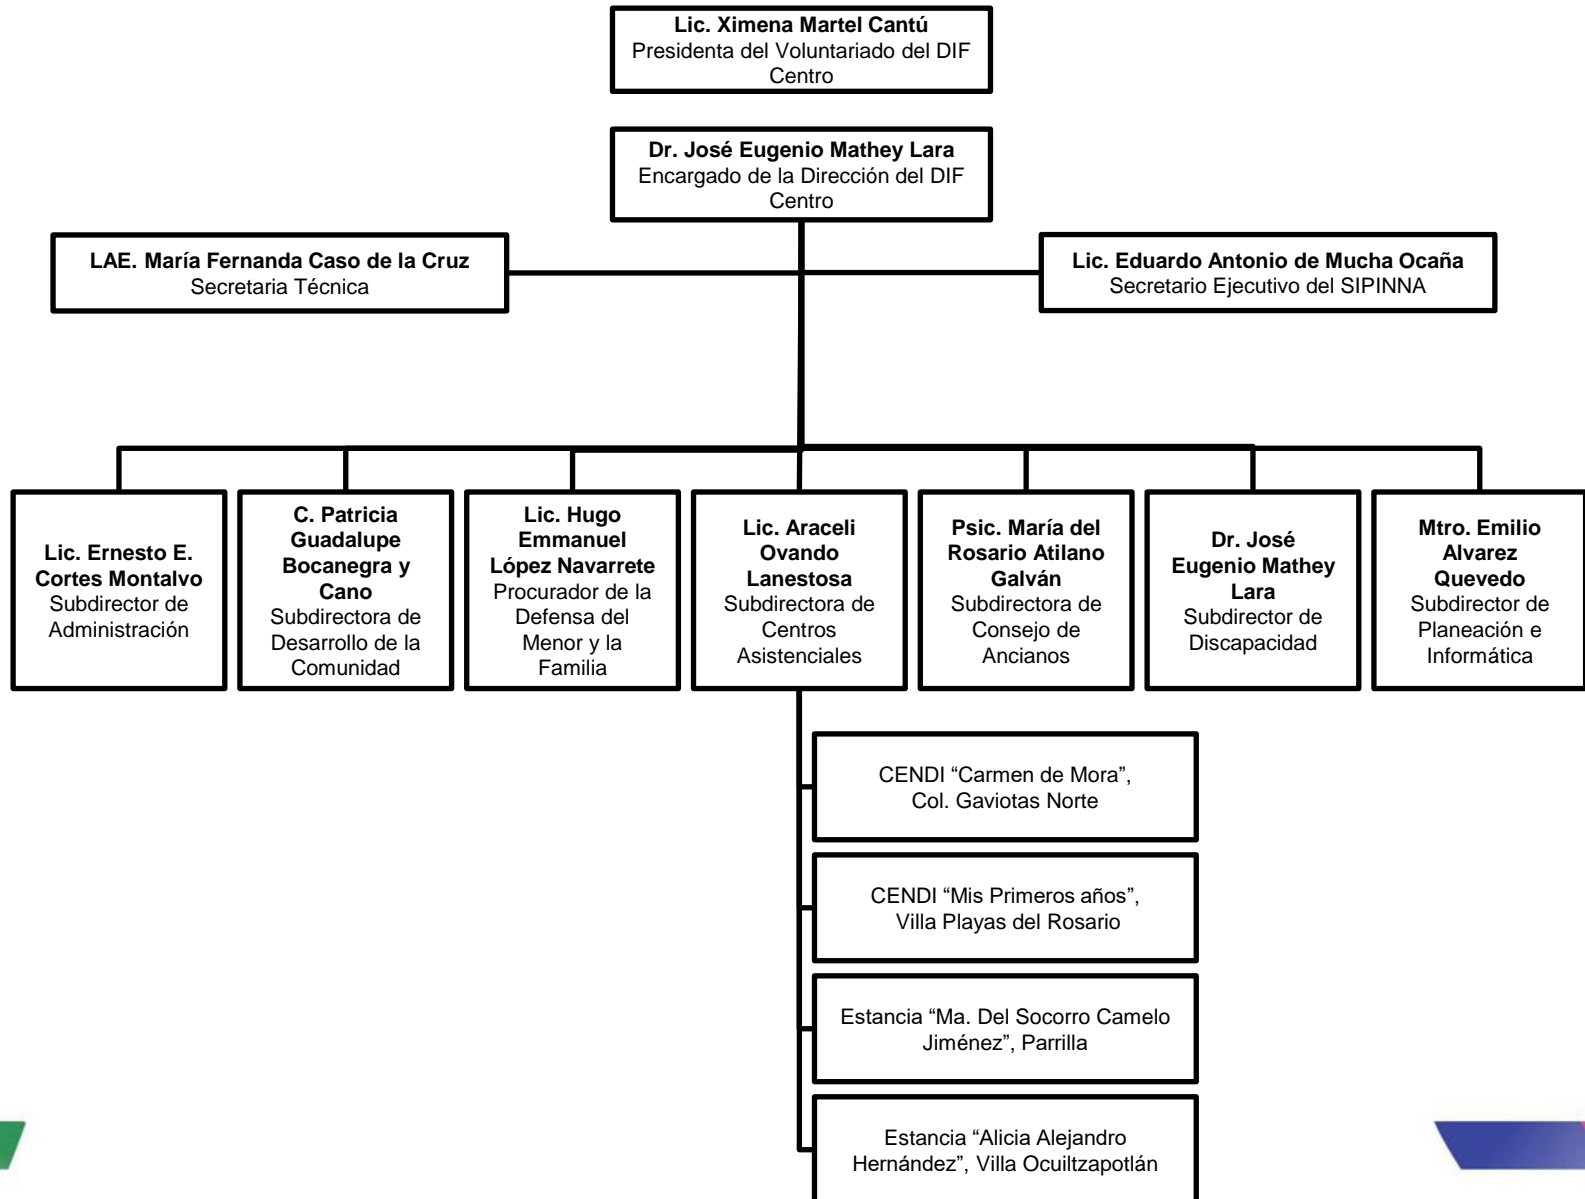 Lic. Ximena Martel Cantú
Presidenta del Voluntariado del DIF
Centro
Dr. José Eugenio Mathey Lara
Encargado de la Dirección del DIF
Centro
LAE. María Fernanda Caso de la Cruz
Secretaria Técnica
Lic. Eduardo Antonio de Mucha Ocaña
Secretario Ejecutivo del SIPINNA
Lic. Ernesto E.
Cortes Montalvo
Subdirector de
Administración
C. Patricia
Guadalupe
Bocanegra y
Cano
Subdirectora de
Desarrollo de la
Comunidad
Lic. Hugo
Emmanuel
López Navarrete
Procurador de la
Defensa del
Menor y la
Familia
Lic. Araceli
Ovando
Lanestosa
Subdirectora de
Centros
Asistenciales
Psic. María del
Rosario Atilano
Galván
Subdirectora de
Consejo de
Ancianos
Dr. José
Eugenio Mathey
Lara
Subdirector de
Discapacidad
Mtro. Emilio
Alvarez
Quevedo
Subdirector de
Planeación e
Informática
CENDI “Carmen de Mora”,
Col. Gaviotas Norte
CENDI “Mis Primeros años”,
Villa Playas del Rosario
Estancia “Ma. Del Socorro Camelo
Jiménez”, Parrilla
Estancia “Alicia Alejandro
Hernández”, Villa Ocuiltzapotlán